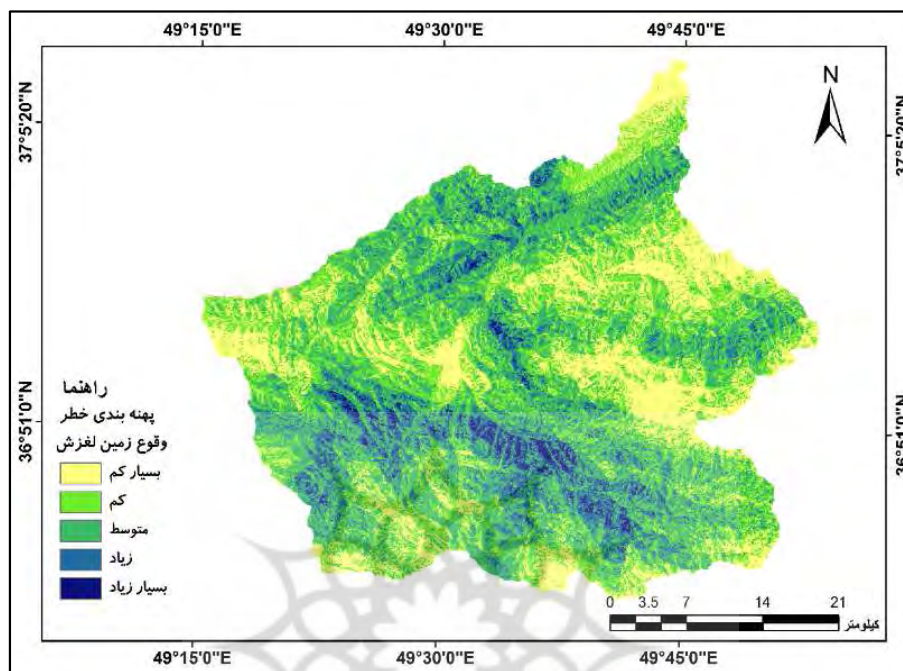 49°15'0"E 49°30'0"E 49°45'0"E
N
37°5'20"N 37°5'20"N
36°51'0"N 36°51'0"N
راهنما
پهنه بندی خطر
وقوع زمین لغزش
بسیار کم
کم
متوسط
زیاد
بسیار زیاد
0 3.5 7 14 21
کیلومتر
49°15'0"E 49°30'0"E 49°45'0"E